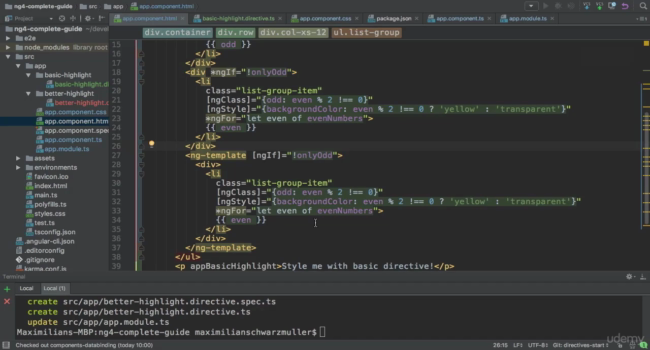 ng4-complete-guide
src
app
app.component.html
Project
app.component.html
basic-highlight.directive.ts
app.component.css
package.json
app.component.ts
app.module.ts
ng4-complete-guide
e2e
node_modules library root
src
app
basic-highlight
better-highlight
app.component.css
app.component.htm
app.component.spe
app.component.ts
app.module.ts
assets
environments
favicon.ico
index.html
main.ts
polyfills.ts
styles.css
test.ts
tsconfig.json
.angular-cli.json
.editorconfig
.gitignore
karma.conf.js
div.container div.row div.col-xs-12 ul.list-group
15 {{ odd }}
16 </li>
17 </div>
18 <div *ngIf="!onlyOdd">
19 <li
20 class="list-group-item"
21 [ngClass]="{odd: even % 2 !== 0}"
22 [ngStyle]="{backgroundColor: even % 2 !== 0 ? 'yellow' : 'transparent'}"
23 *ngFor="let even of evenNumbers">
24 {{ even }}
25 </li>
26 </div>
27 <ng-template [ngIf]="!onlyOdd">
28 <div>
29 <li
30 class="list-group-item"
31 [ngClass]="{odd: even % 2 !== 0}"
32 [ngStyle]="{backgroundColor: even % 2 !== 0 ? 'yellow' : 'transparent'}"
33 *ngFor="let even of evenNumbers">
34 {{ even }}
35 </li>
36 </div>
37 </ng-template>
38 </ul>
39 <p appBasicHighlight>Style me with basic directive!</p>
Terminal
Local Local (1)
create src/app/better-highlight.directive.spec.ts
create src/app/better-highlight.directive.ts
update src/app/app.module.ts
Maximilians-MBP:ng4-complete-guide maximilianschwarzmuller$
Checked out components-databinding (today 10:00)
26:15 LF UTF-8 Git: directives-start
udemy